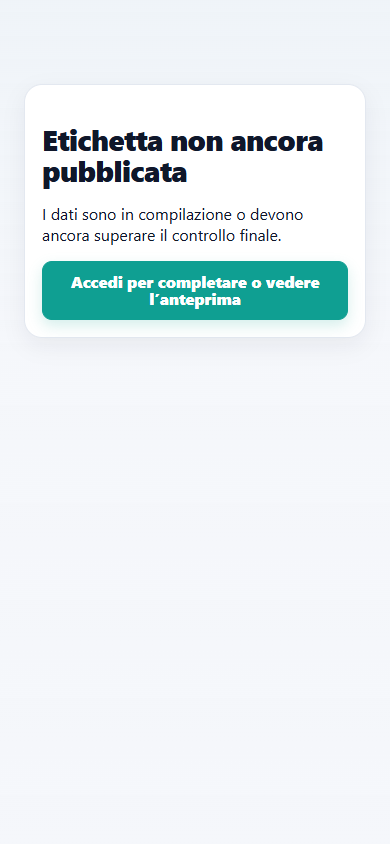 Etichetta non ancora
pubblicata
I dati sono in compilazione o devono
ancora superare il controllo finale.
Accedi per completare o vedere
l’anteprima